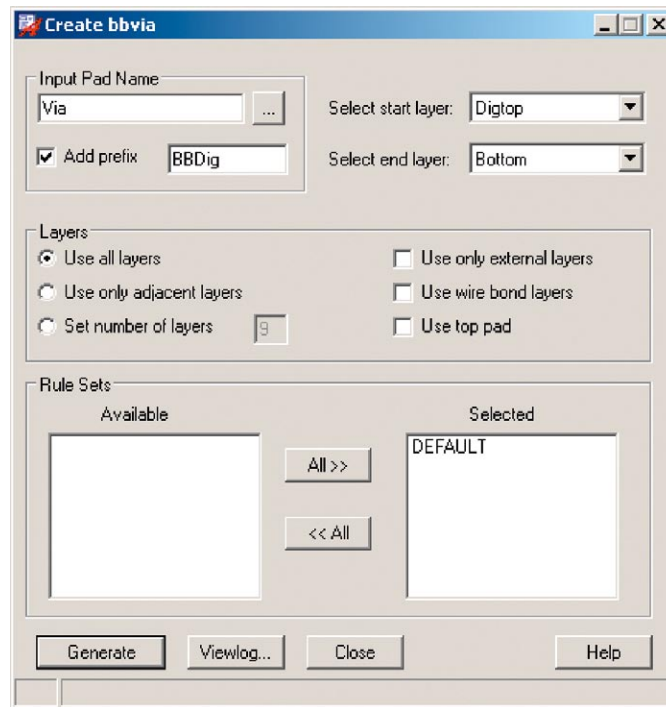 Create bbvia
Input Pad Name
Via
...
Add prefix
BBDig
Select start layer:
Digtop
Select end layer:
Bottom
Layers
Use all layers
Use only adjacent layers
Set number of layers
9
Use only external layers
Use wire bond layers
Use top pad
Rule Sets
Available
Selected
DEFAULT
All >>
<< All
Generate
Viewlog...
Close
Help